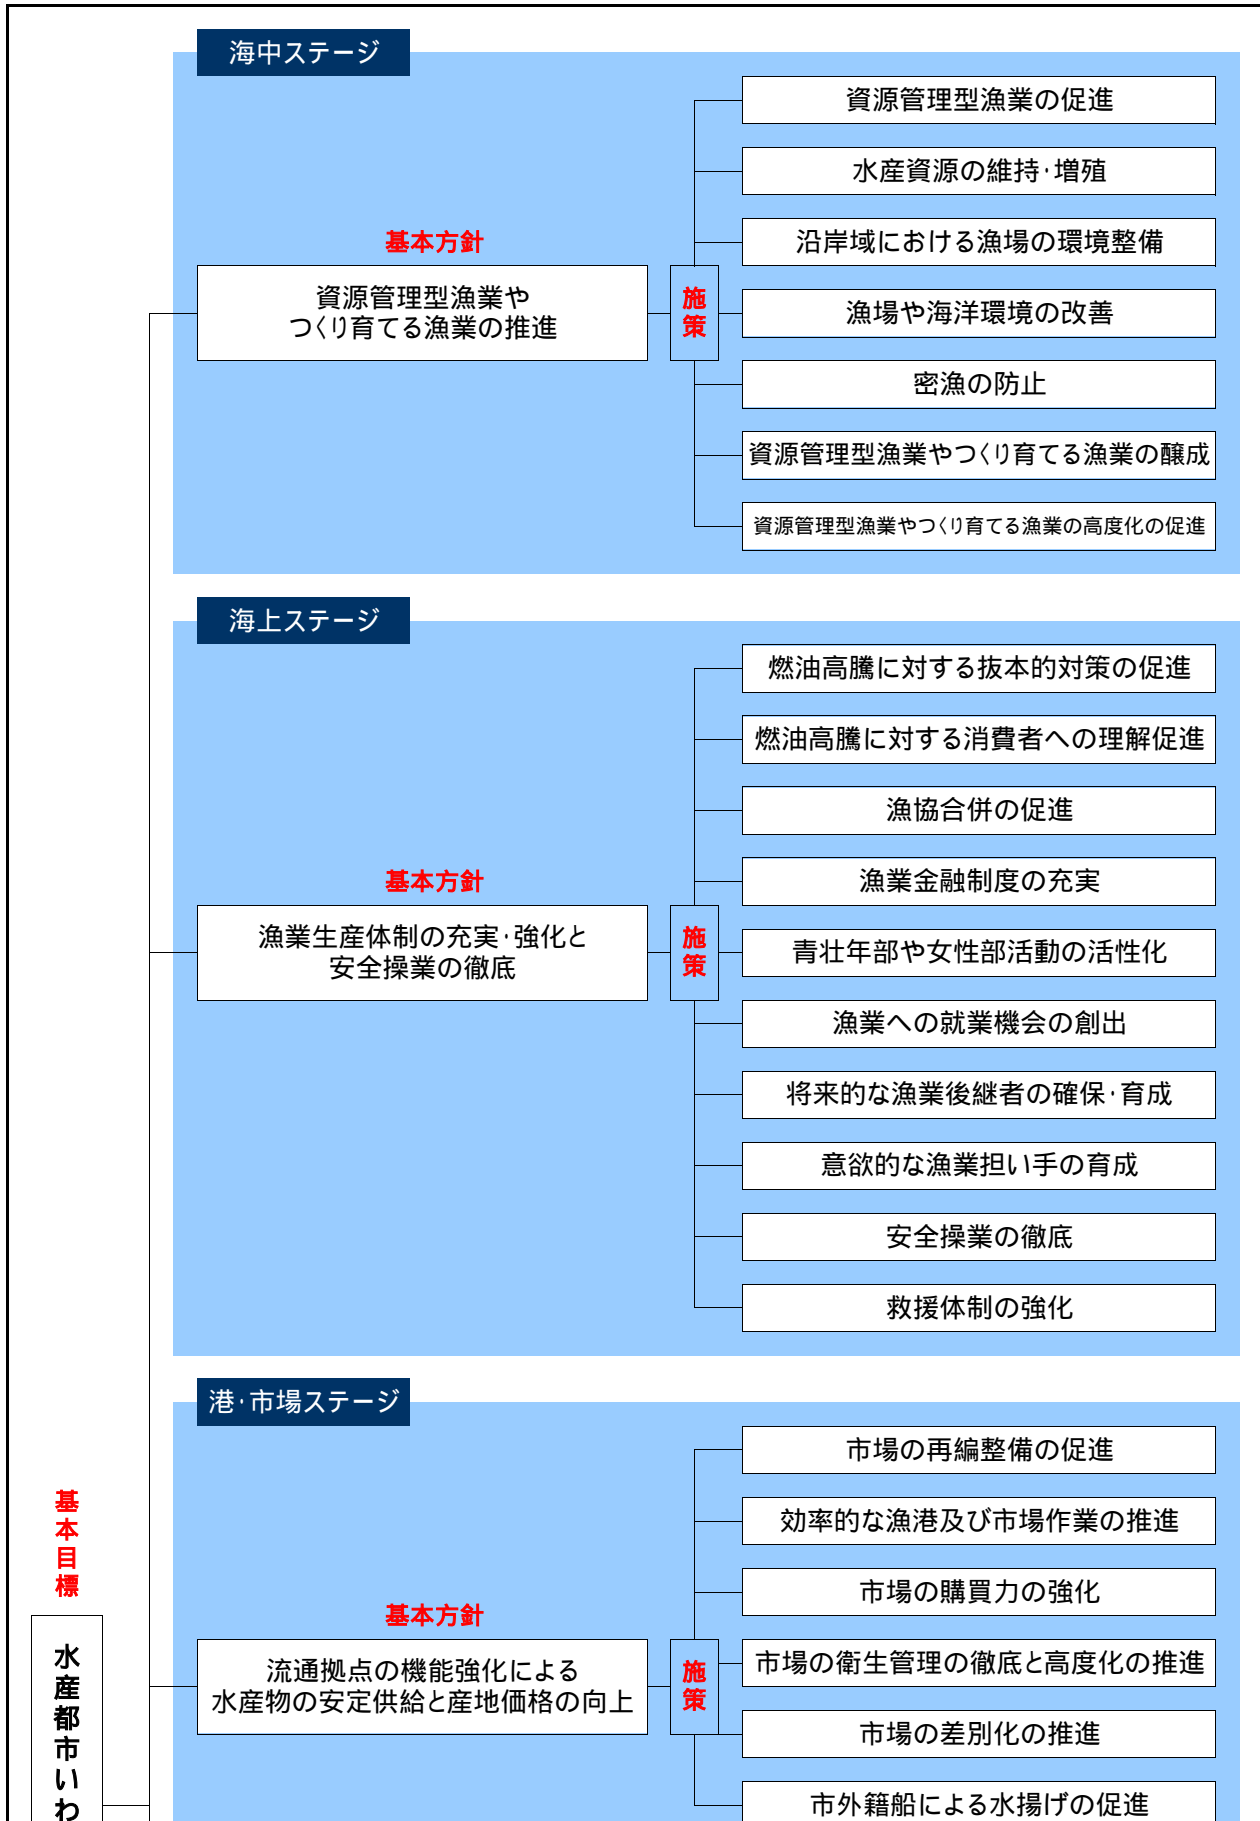 海中ステージ
資源管理型漁業の促進
水産資源の維持･増殖
沿岸域における漁場の環境整備
基本方針
資源管理型漁業や
つくり育てる漁業の推進
施策
漁場や海洋環境の改善
密漁の防止
資源管理型漁業やつくり育てる漁業の醸成
資源管理型漁業やつくり育てる漁業の高度化の促進
海上ステージ
燃油高騰に対する抜本的対策の促進
燃油高騰に対する消費者への理解促進
漁協合併の促進
漁業金融制度の充実
基本方針
漁業生産体制の充実･強化と
安全操業の徹底
施策
青壮年部や女性部活動の活性化
漁業への就業機会の創出
将来的な漁業後継者の確保･育成
意欲的な漁業担い手の育成
安全操業の徹底
救援体制の強化
港･市場ステージ
市場の再編整備の促進
効率的な漁港及び市場作業の推進
市場の購買力の強化
基本方針
流通拠点の機能強化による
水産物の安定供給と産地価格の向上
施策
市場の衛生管理の徹底と高度化の推進
市場の差別化の推進
市外籍船による水揚げの促進
基本目標
水産都市いわ